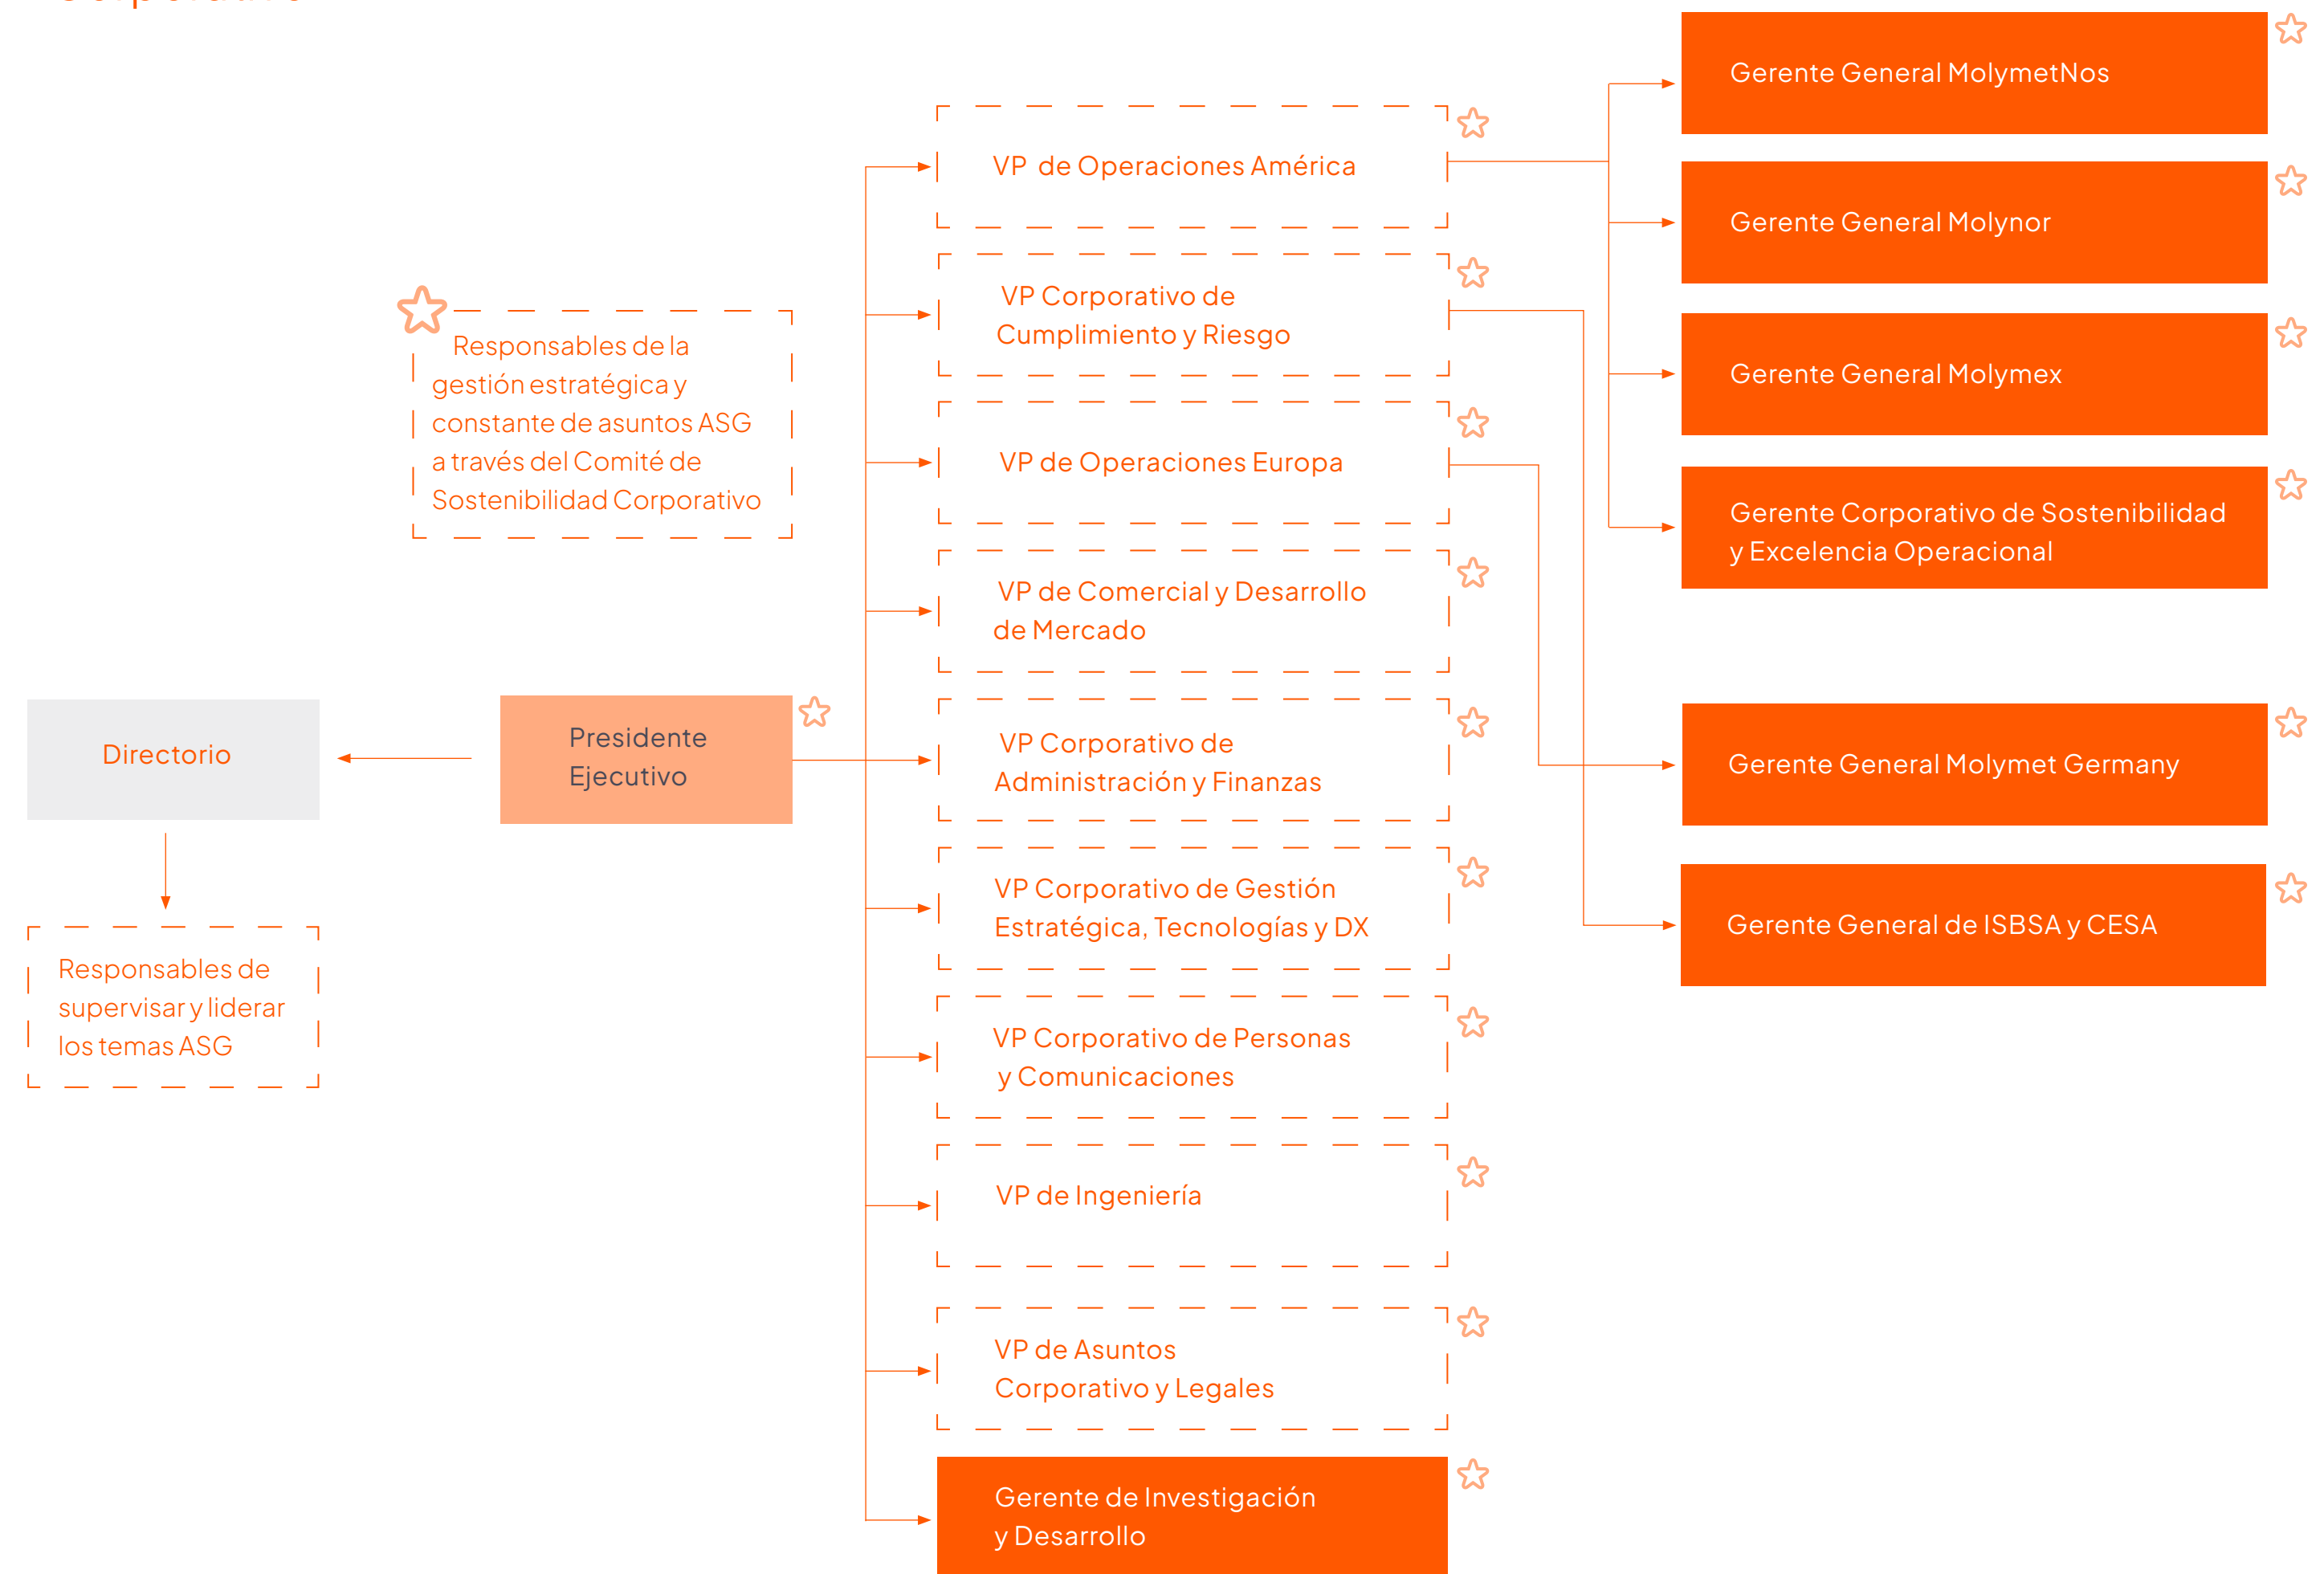 Gerente General MolymetNos
VP de Operaciones América
Gerente General Molynor
VP Corporativo de
Cumplimiento y Riesgo
Responsables de la
gestión estratégica y
constante de asuntos ASG
a través del Comité de
Sostenibilidad Corporativo
Gerente General Molymex
VP de Operaciones Europa
Gerente Corporativo de Sostenibilidad
y Excelencia Operacional
VP de Comercial y Desarrollo
de Mercado
Directorio
Presidente
Ejecutivo
VP Corporativo de
Administración y Finanzas
Gerente General Molymet Germany
VP Corporativo de Gestión
Estratégica, Tecnologías y DX
Gerente General de ISBSA y CESA
Responsables de
supervisar y liderar
los temas ASG
VP Corporativo de Personas
y Comunicaciones
VP de Ingeniería
VP de Asuntos
Corporativo y Legales
Gerente de Investigación
y Desarrollo